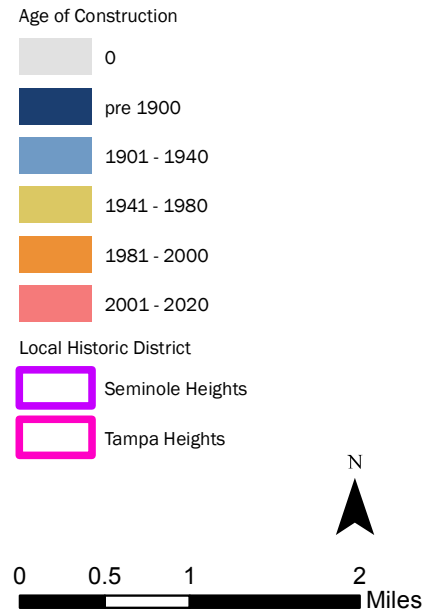 Age of Construction
0
pre 1900
1901 - 1940
1941 - 1980
1981 - 2000
2001 - 2020
Local Historic District
Seminole Heights
Tampa Heights
N
0 0.5 1 2
Miles